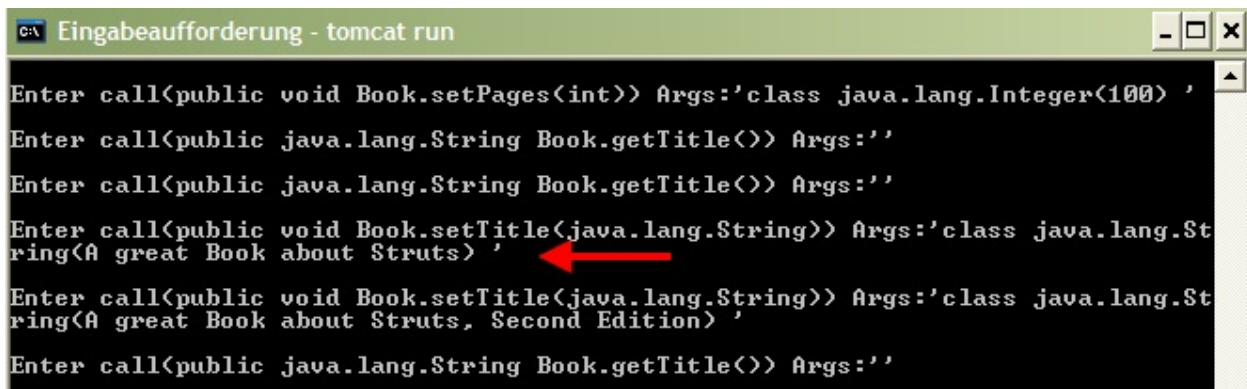 Eingabeaufforderung - tomcat run
Enter call(public void Book.setPages(int)) Args:'class java.lang.Integer(100) '
Enter call(public java.lang.String Book.getTitle()) Args:''
Enter call(public java.lang.String Book.getTitle()) Args:''
Enter call(public void Book.setTitle(java.lang.String)) Args:'class java.lang.St
ring(A great Book about Struts) '
Enter call(public void Book.setTitle(java.lang.String)) Args:'class java.lang.St
ring(A great Book about Struts, Second Edition) '
Enter call(public java.lang.String Book.getTitle()) Args:''